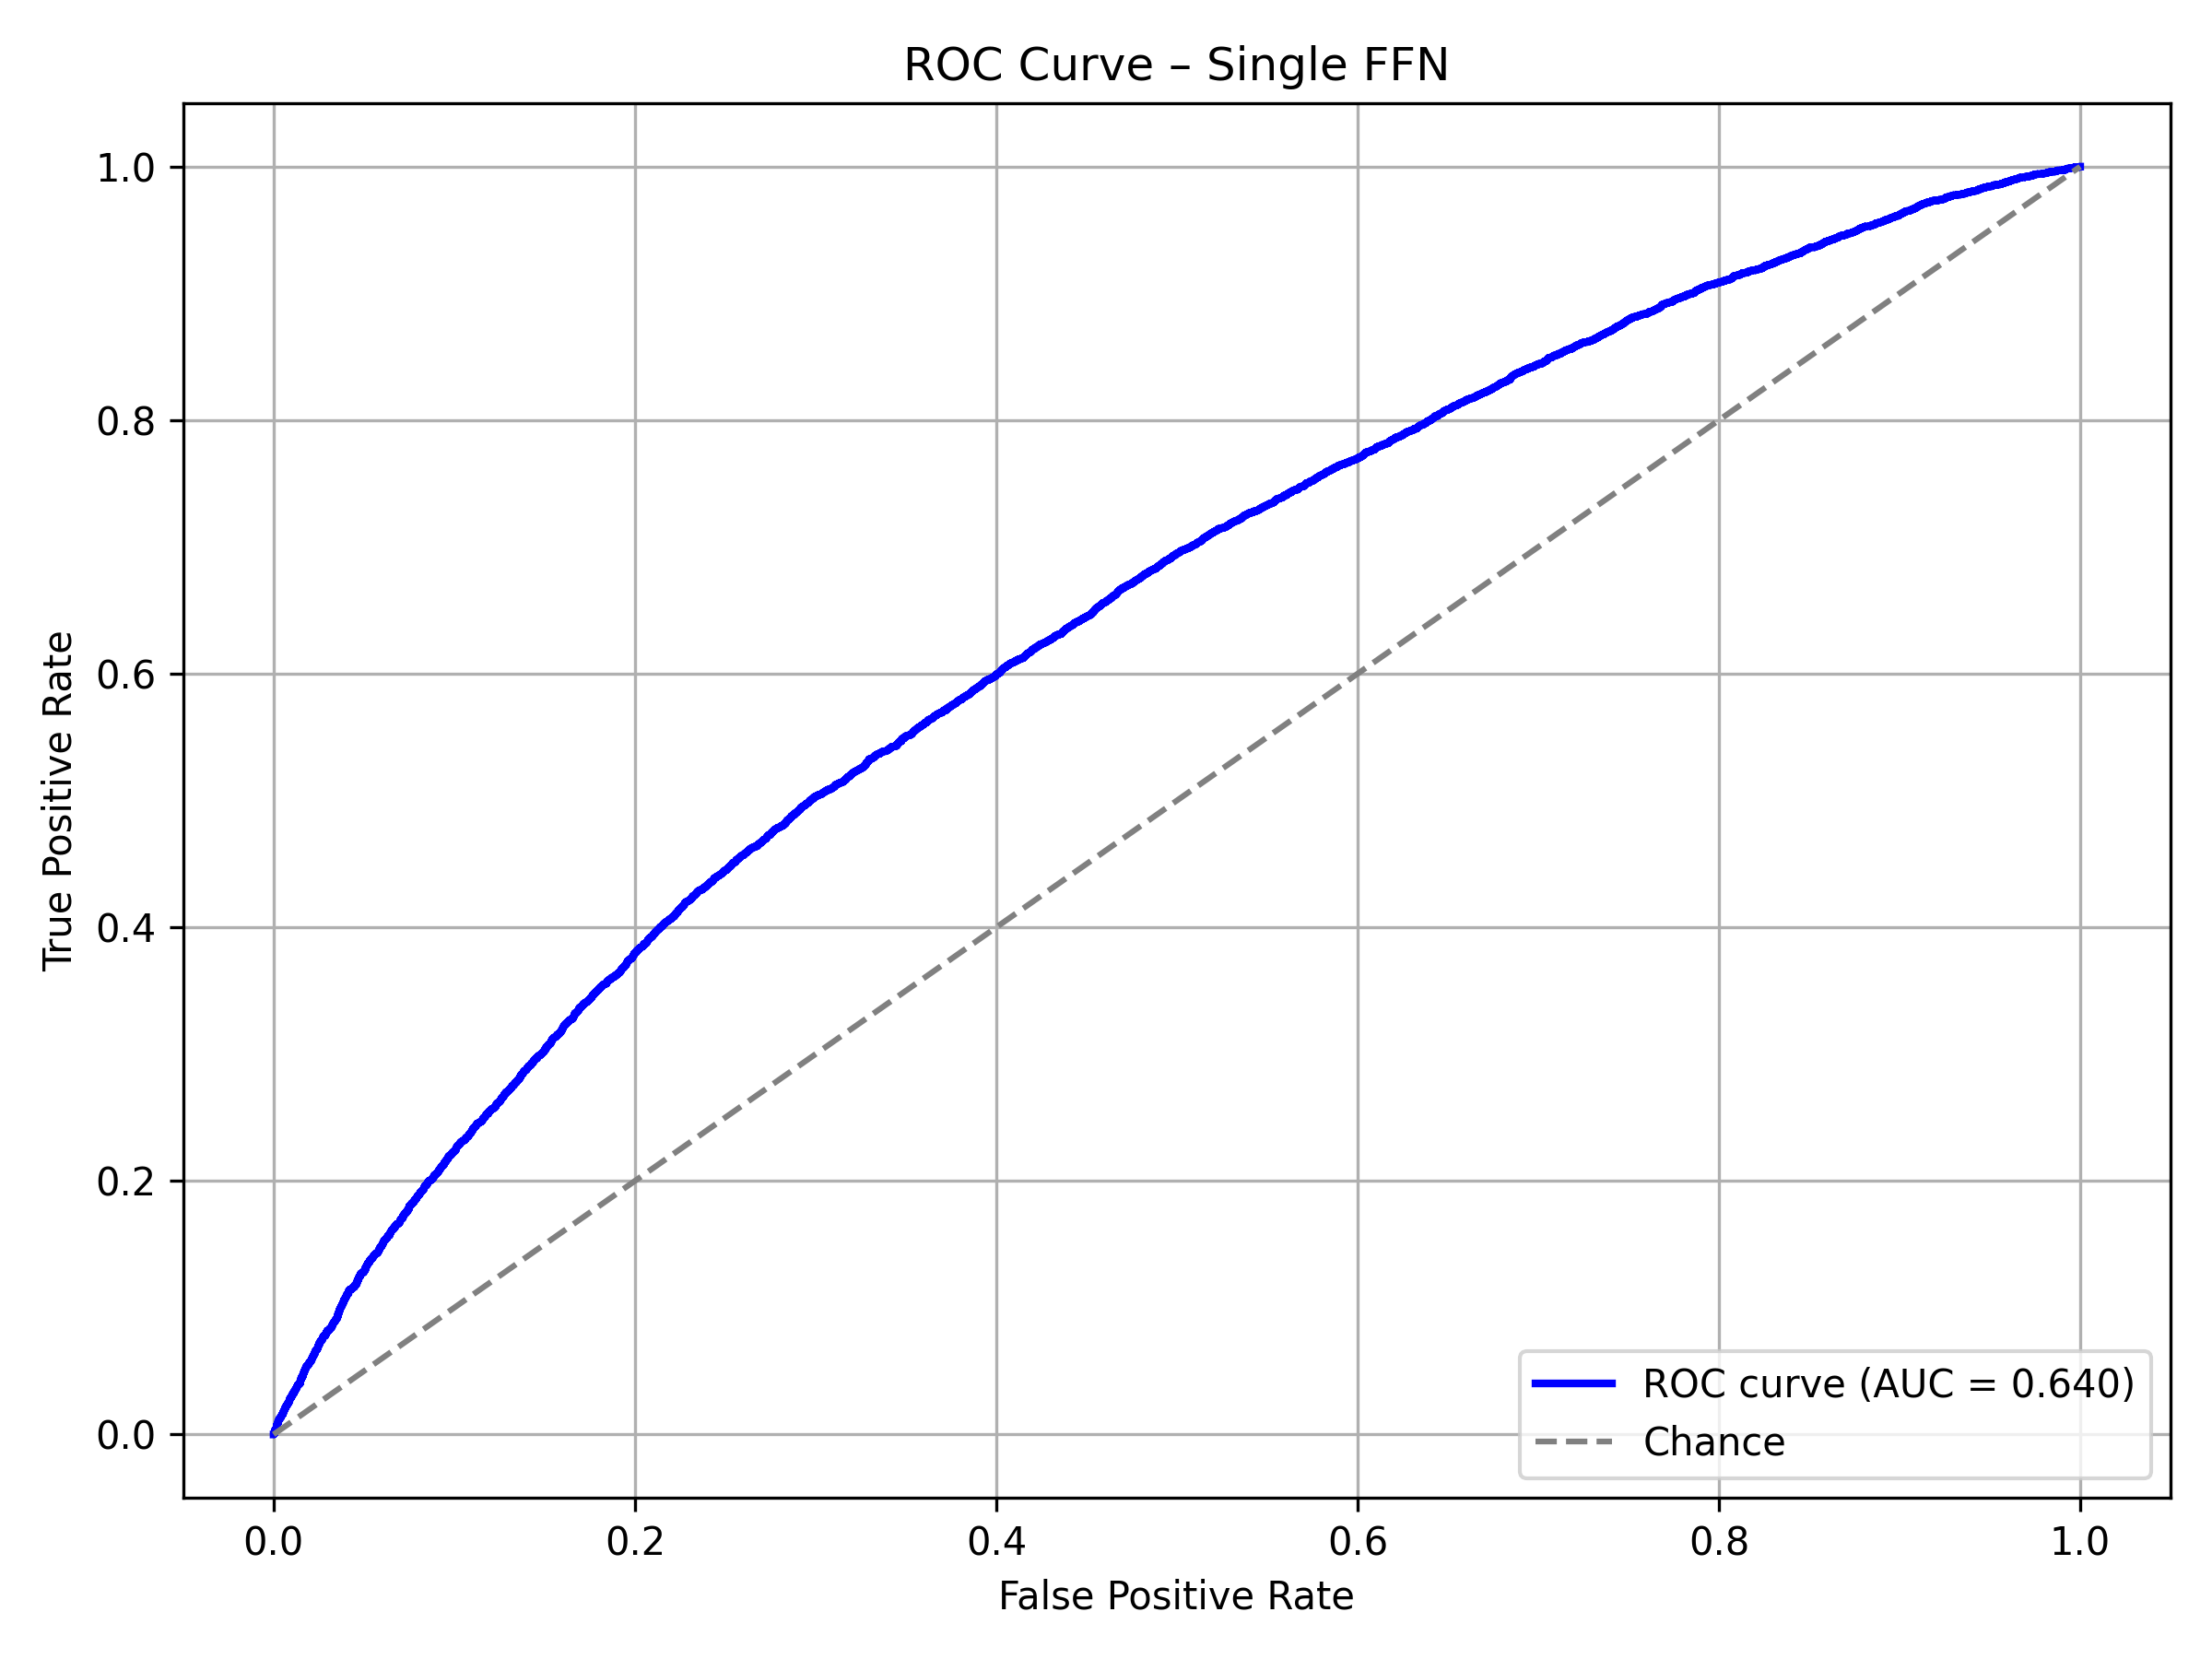 ROC Curve – Single FFN
True Positive Rate
1.0
0.8
0.6
0.4
0.2
0.0
ROC curve (AUC = 0.640)
Chance
0.0 0.2 0.4 0.6 0.8 1.0
False Positive Rate